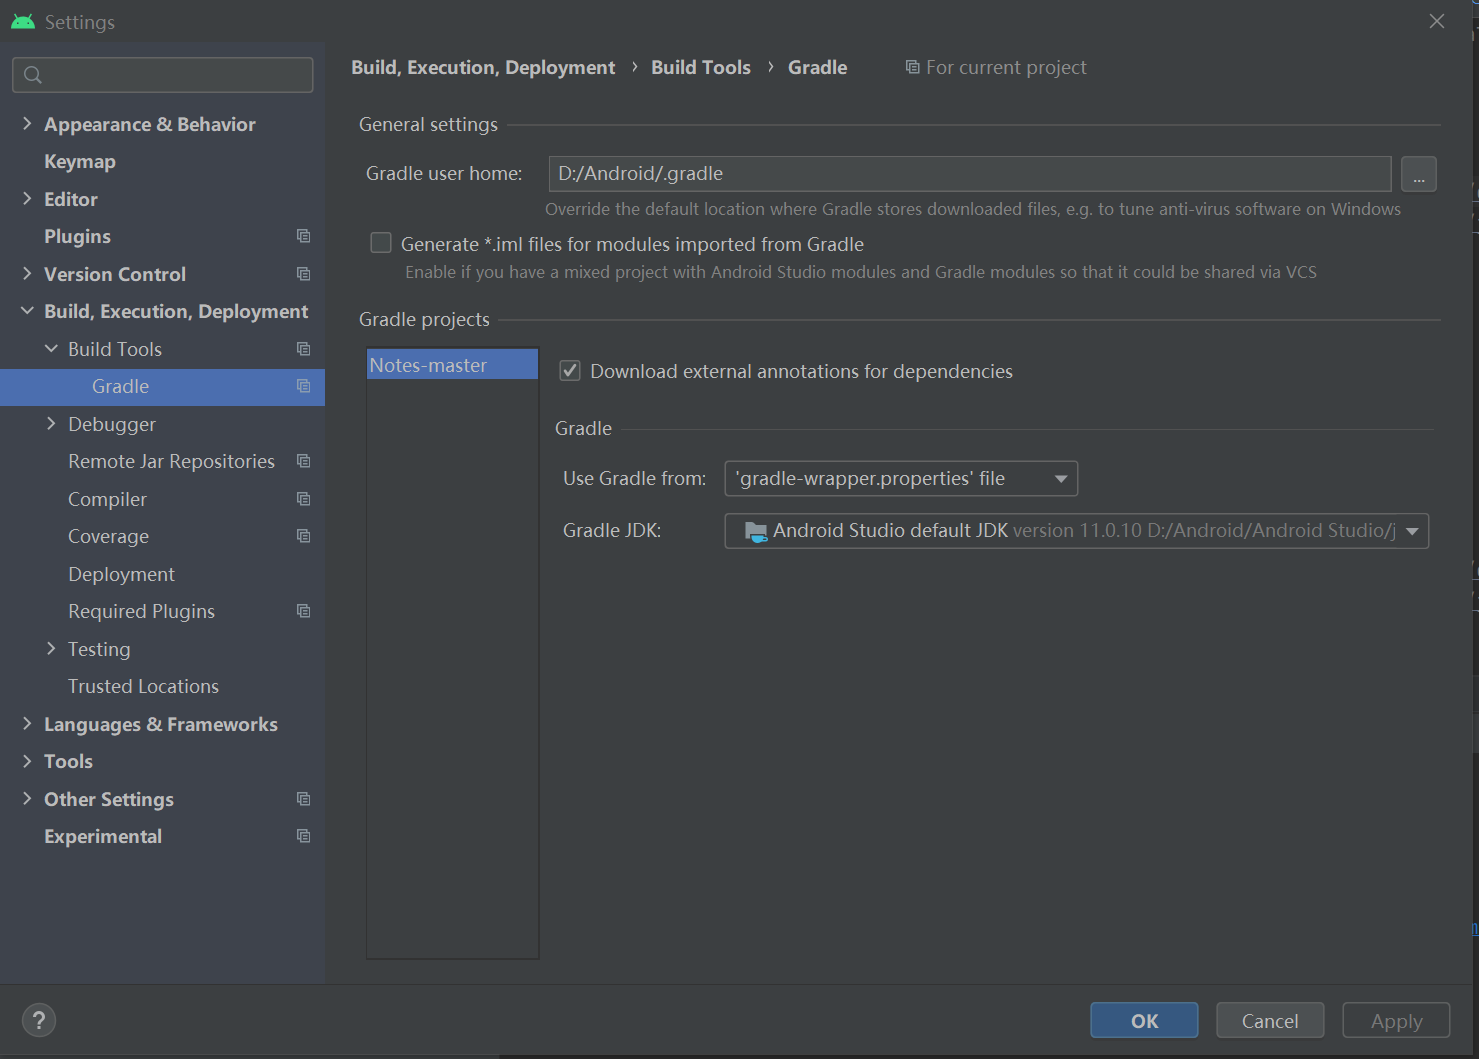 Settings
Build, Execution, Deployment › Build Tools › Gradle For current project
Appearance & Behavior
Keymap
Editor
Plugins
Version Control
Build, Execution, Deployment
Build Tools
Gradle
Debugger
Remote Jar Repositories
Compiler
Coverage
Deployment
Required Plugins
Testing
Trusted Locations
Languages & Frameworks
Tools
Other Settings
Experimental
General settings
Gradle user home: D:/Android/.gradle ...
Override the default location where Gradle stores downloaded files, e.g. to tune anti-virus software on Windows
Generate *.iml files for modules imported from Gradle
Enable if you have a mixed project with Android Studio modules and Gradle modules so that it could be shared via VCS
Gradle projects
Notes-master
Download external annotations for dependencies
Gradle
Use Gradle from: 'gradle-wrapper.properties' file
Gradle JDK: Android Studio default JDK version 11.0.10 D:/Android/Android Studio/j
?
OK
Cancel
Apply